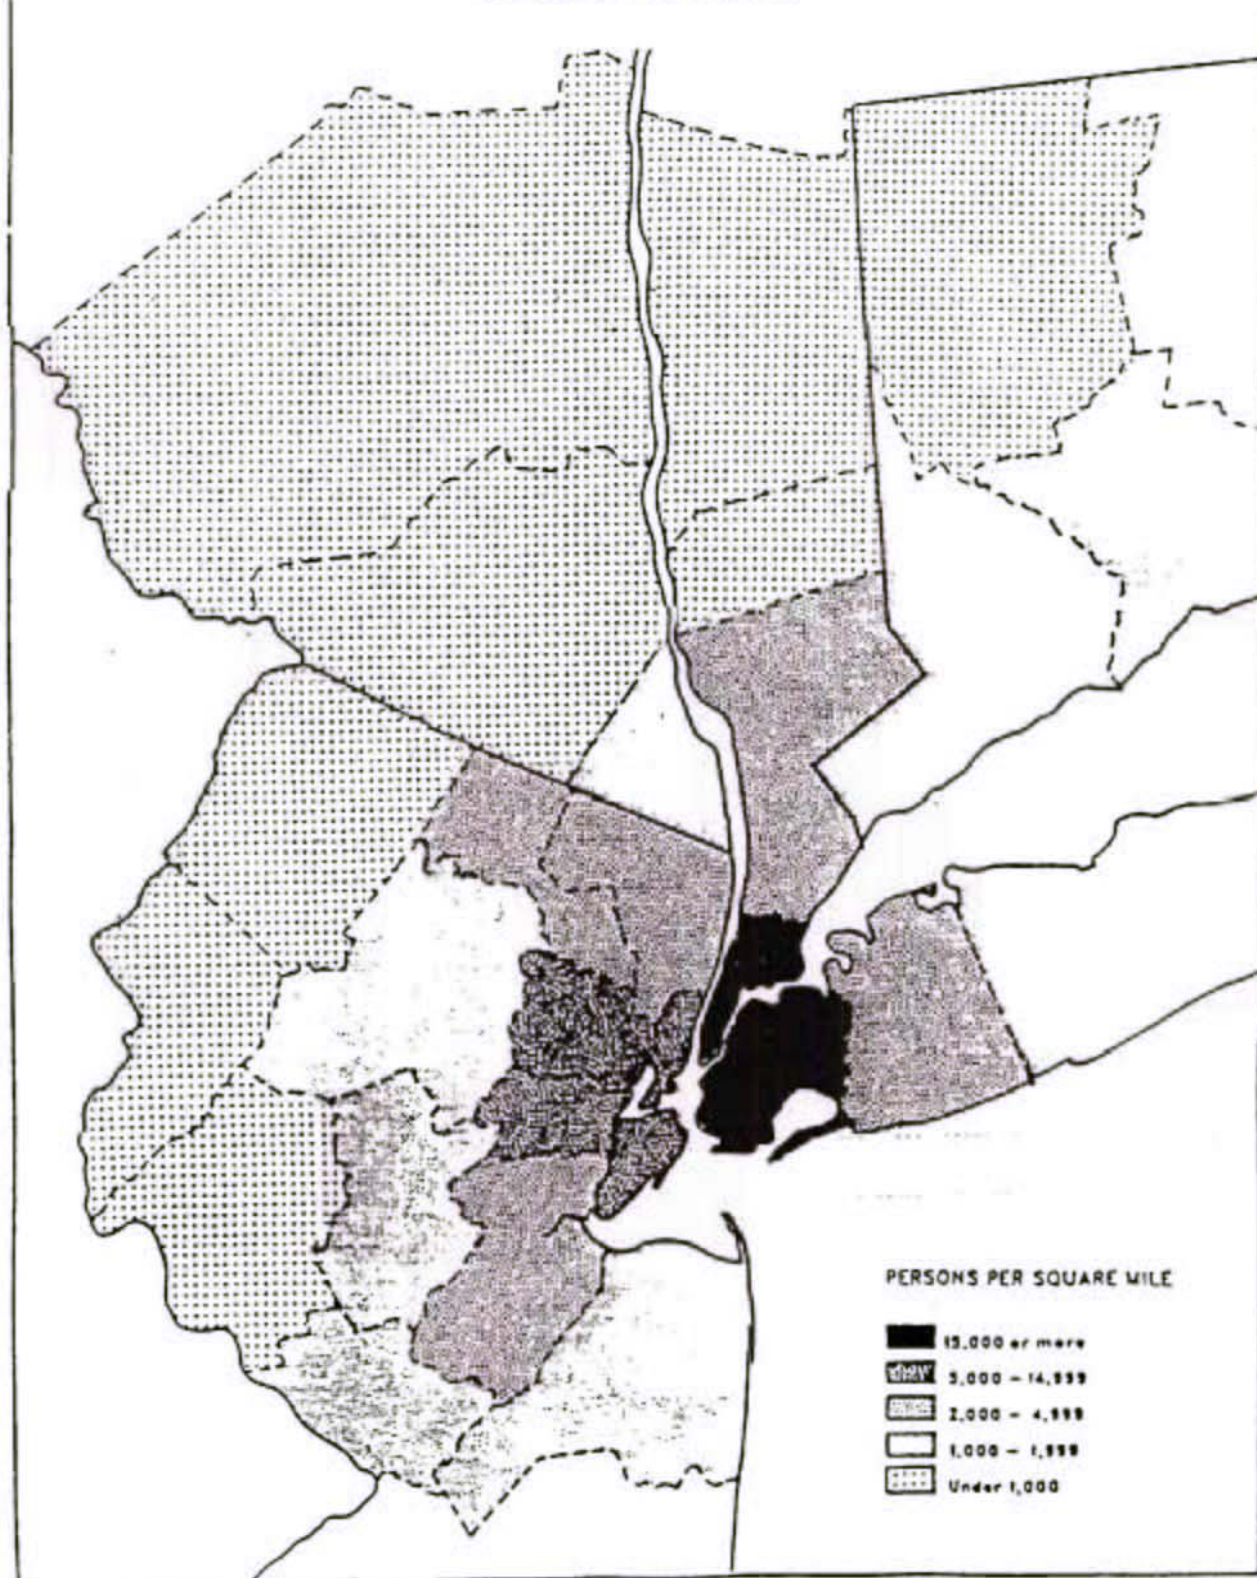 PERSONS PER SQUARE MILE
15,000 or more
5,000 - 14,999
2,000 - 4,999
1,000 - 1,999
Under 1,000